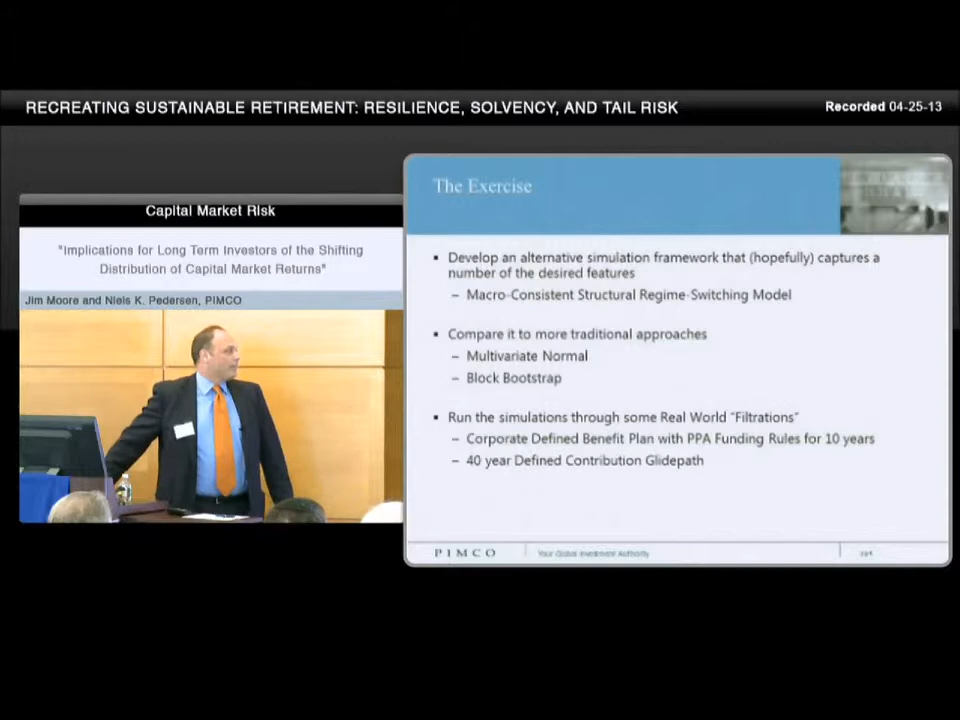 RECREATING SUSTAINABLE RETIREMENT: RESILIENCE, SOLVENCY, AND TAIL RISK
Recorded 04-25-13
Capital Market Risk
"Implications for Long Term Investors of the Shifting
Distribution of Capital Market Returns"
Jim Moore and Niels K. Pedersen, PIMCO
The Exercise
▪ Develop an alternative simulation framework that (hopefully) captures a
number of the desired features
– Macro-Consistent Structural Regime-Switching Model
▪ Compare it to more traditional approaches
– Multivariate Normal
– Block Bootstrap
▪ Run the simulations through some Real World "Filtrations"
– Corporate Defined Benefit Plan with PPA Funding Rules for 10 years
– 40 year Defined Contribution Glidepath
PIMCO
Your Global Investment Authority